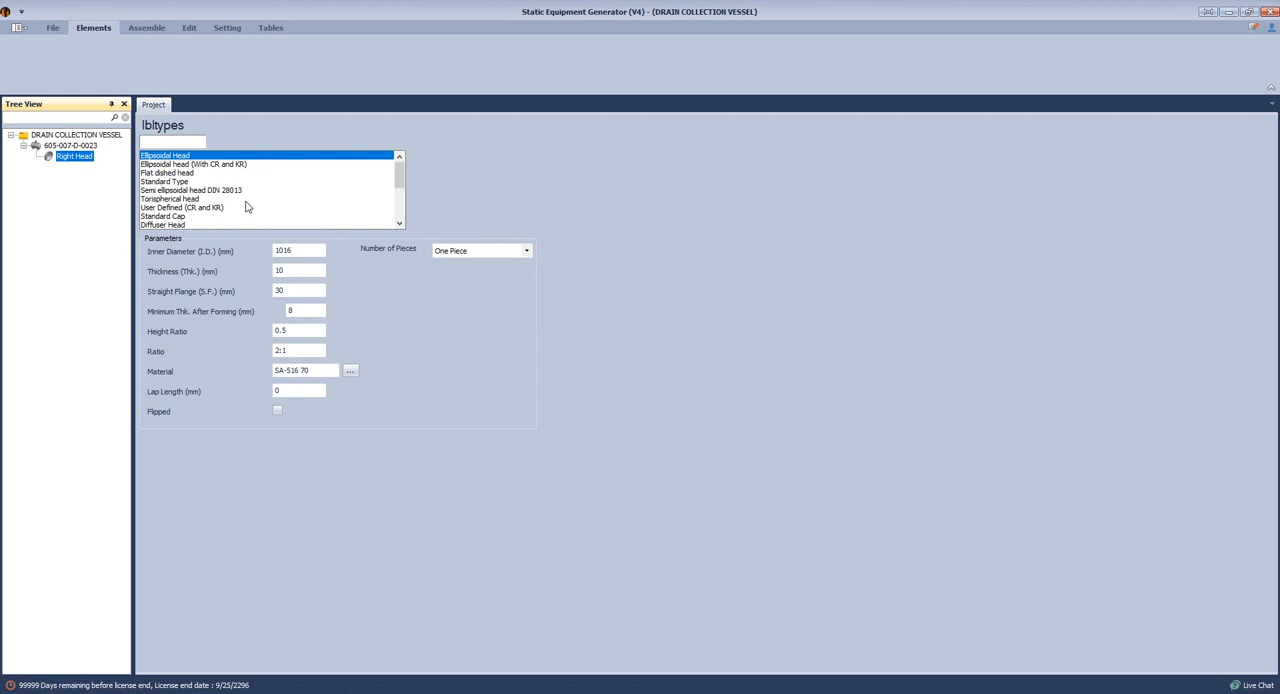 Static Equipment Generator (V4) - (DRAIN COLLECTION VESSEL)
File Elements Assemble Edit Setting Tables
Tree View
Project
DRAIN COLLECTION VESSEL
605-007-D-0023
Right Head
lbltypes
Ellipsoidal Head
Ellipsoidal head (With CR and KR)
Flat dished head
Standard Type
Semi ellipsoidal head DIN 28013
Torispherical head
User Defined (CR and KR)
Standard Cap
Diffuser Head
Parameters
Inner Diameter (I.D.) (mm) 1016 Number of Pieces One Piece
Thickness (Thk.) (mm) 10
Straight Flange (S.F.) (mm) 30
Minimum Thk. After Forming (mm) 8
Height Ratio 0.5
Ratio 2:1
Material SA-516 70 ...
Lap Length (mm) 0
Flipped
99999 Days remaining before license end, License end date : 9/25/2296
Live Chat